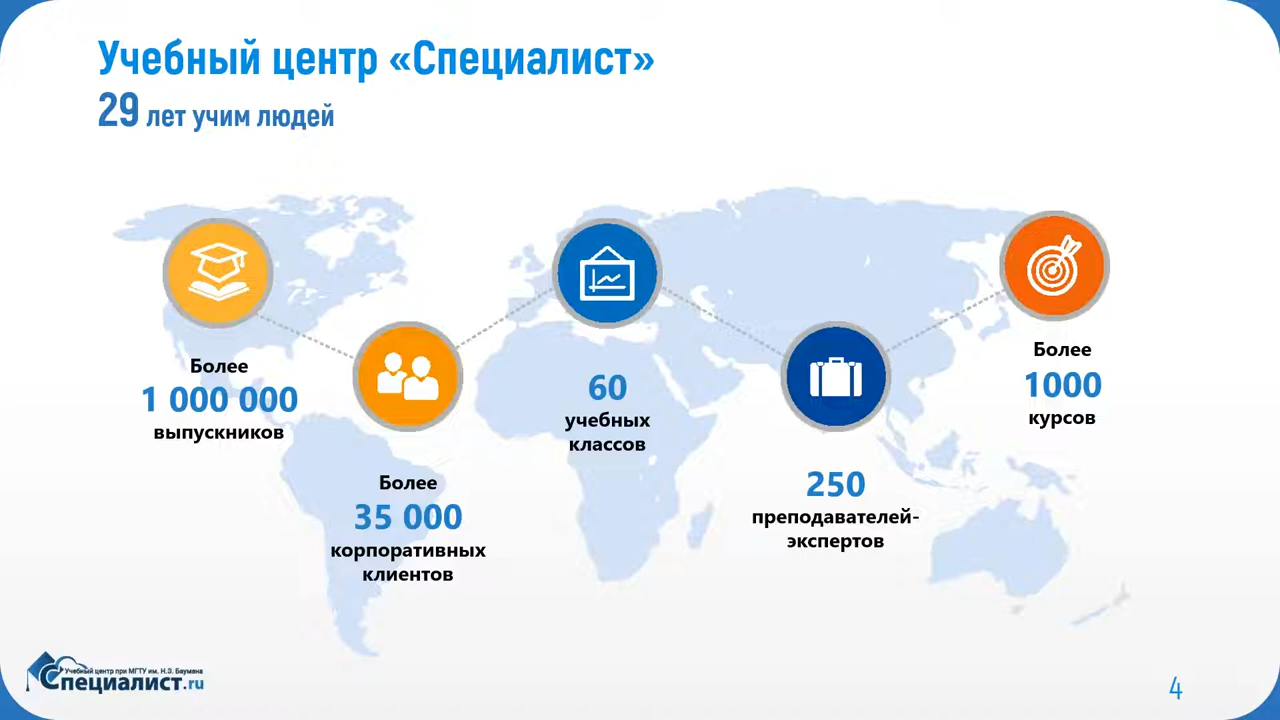 Учебный центр «Специалист»
29 лет учим людей
Более
1 000 000
выпускников
Более
35 000
корпоративных
клиентов
60
учебных
классов
250
преподавателей-
экспертов
Более
1000
курсов
Учебный центр при МГТУ им. Н.Э. Баумана
Специалист.ru
4